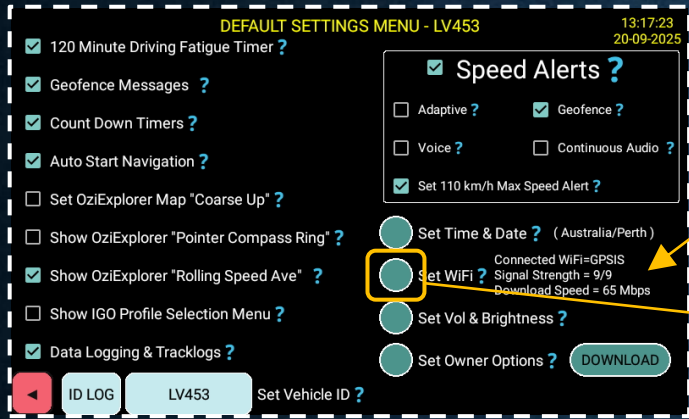 DEFAULT SETTINGS MENU - LV453
13:17:23
20-09-2025
120 Minute Driving Fatigue Timer ?
Geofence Messages ?
Count Down Timers ?
Auto Start Navigation ?
Set OziExplorer Map "Coarse Up" ?
Show OziExplorer "Pointer Compass Ring" ?
Show OziExplorer "Rolling Speed Ave" ?
Show IGO Profile Selection Menu ?
Data Logging & Tracklogs ?
Speed Alerts ?
Adaptive ? Geofence ?
Voice ? Continuous Audio ?
Set 110 km/h Max Speed Alert ?
Set Time & Date ? ( Australia/Perth )
Set WiFi ?
Connected WiFi=GPSIS
Signal Strength = 9/9
Download Speed = 65 Mbps
Set Vol & Brightness ?
Set Owner Options ? DOWNLOAD
ID LOG LV453 Set Vehicle ID ?